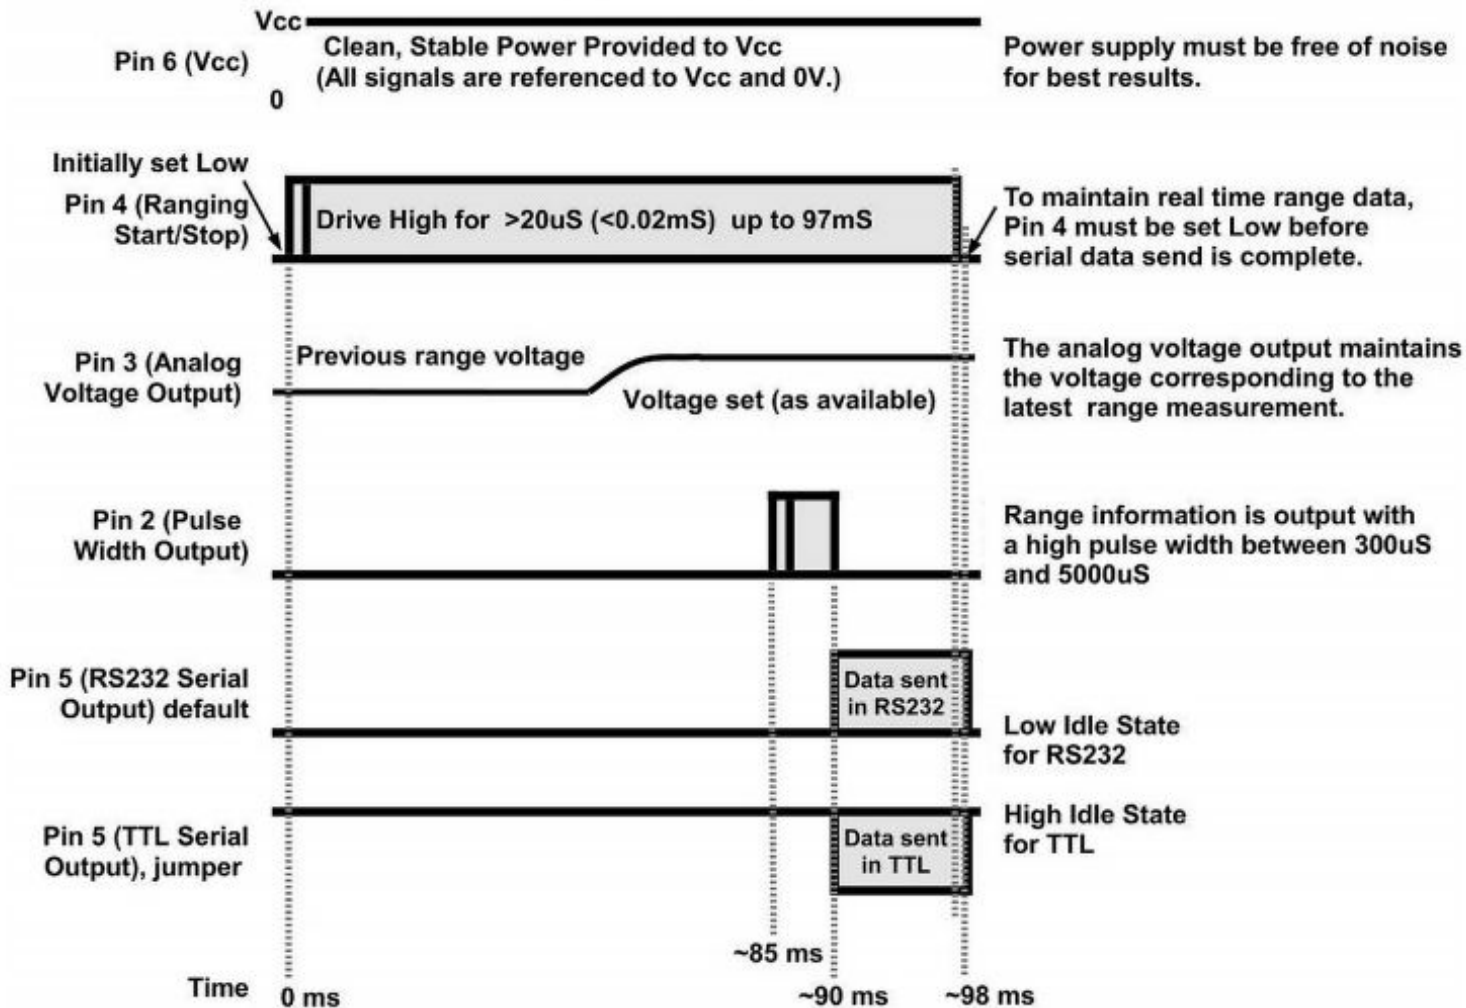 Vcc
Pin 6 (Vcc)
0
Clean, Stable Power Provided to Vcc
(All signals are referenced to Vcc and 0V.)
Power supply must be free of noise
for best results.
Initially set Low
Pin 4 (Ranging
Start/Stop)
Drive High for >20uS (<0.02mS) up to 97mS
To maintain real time range data,
Pin 4 must be set Low before
serial data send is complete.
Pin 3 (Analog
Voltage Output)
Previous range voltage
Voltage set (as available)
The analog voltage output maintains
the voltage corresponding to the
latest range measurement.
Pin 2 (Pulse
Width Output)
Range information is output with
a high pulse width between 300uS
and 5000uS
Pin 5 (RS232 Serial
Output) default
Data sent
in RS232
Low Idle State
for RS232
Pin 5 (TTL Serial
Output), jumper
Data sent
in TTL
High Idle State
for TTL
~85 ms
Time
0 ms
~90 ms
~98 ms